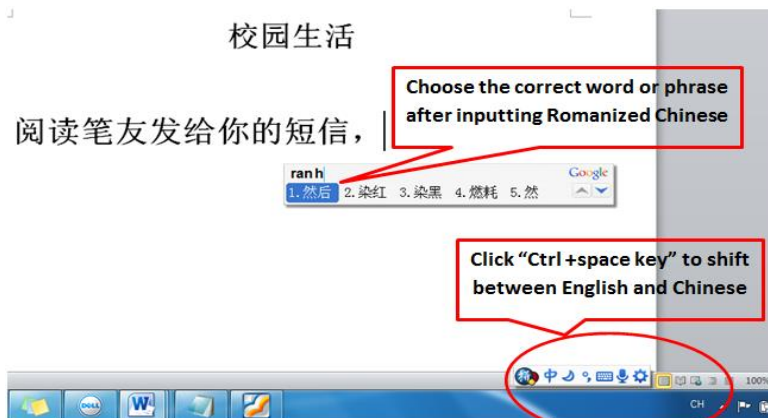 校园生活
Choose the correct word or phrase
after inputting Romanized Chinese
阅读笔友发给你的短信，
ran h
Google
1.然后 2.染红 3.染黑 4.燃耗 5.然
Click “Ctrl +space key” to shift
between English and Chinese
中
100%
DELL
W
CH